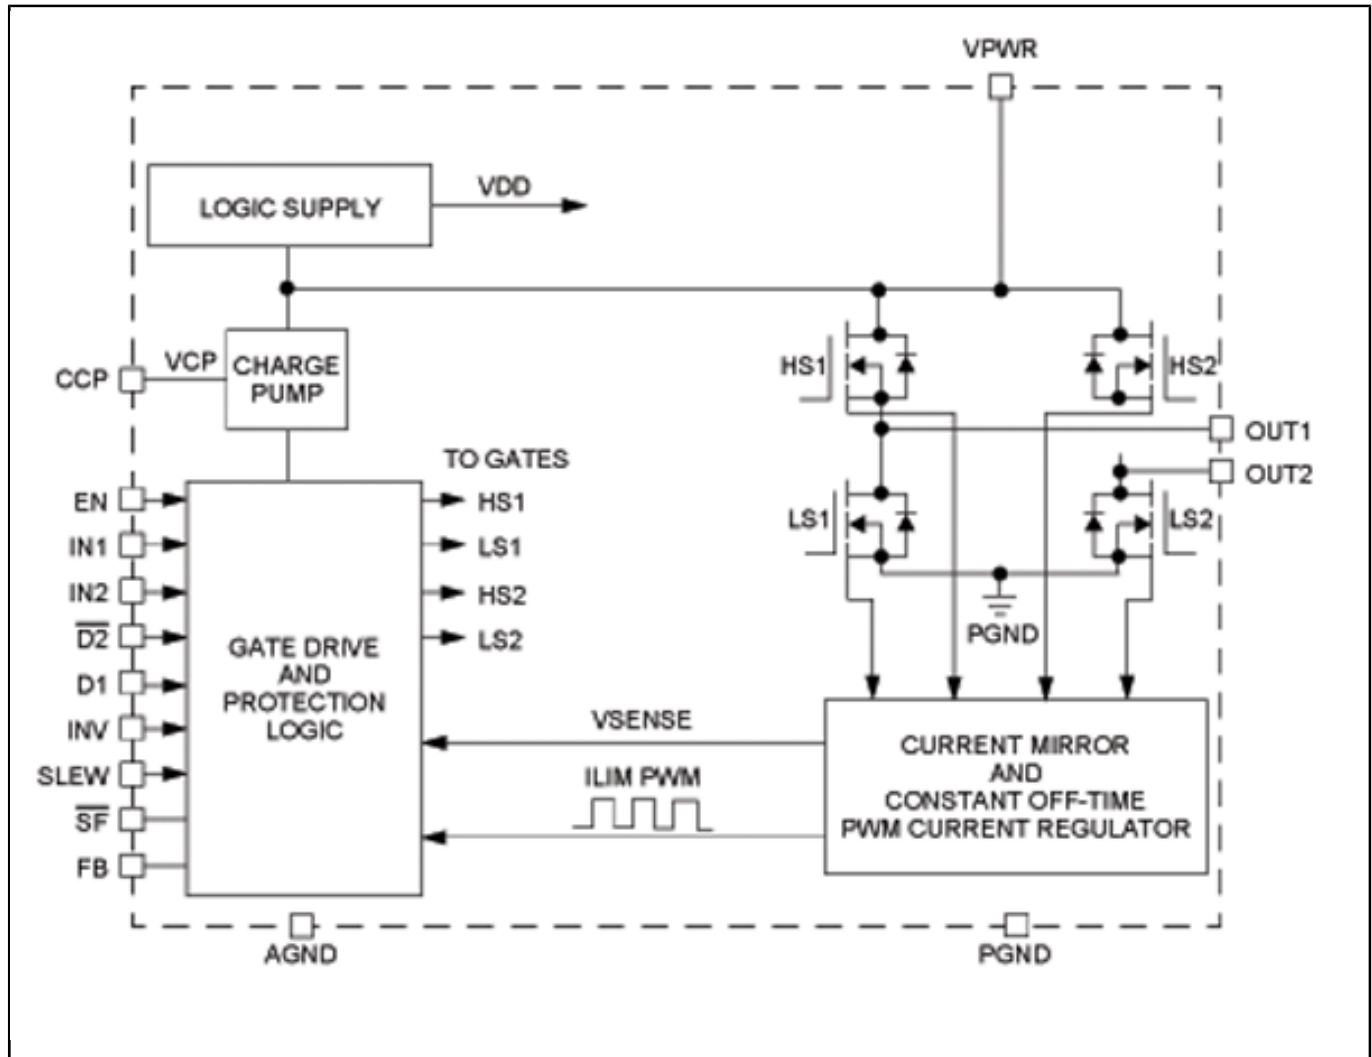 VPWR
LOGIC SUPPLY
VDD
CCP
VCP
CHARGE
PUMP
HS1
HS2
OUT1
OUT2
TO GATES
EN
HS1
IN1
LS1
IN2
HS2
D2
LS2
D1
INV
SLEW
SF
FB
GATE DRIVE
AND
PROTECTION
LOGIC
LS1
LS2
PGND
VSENSE
ILIM PWM
CURRENT MIRROR
AND
CONSTANT OFF-TIME
PWM CURRENT REGULATOR
AGND
PGND